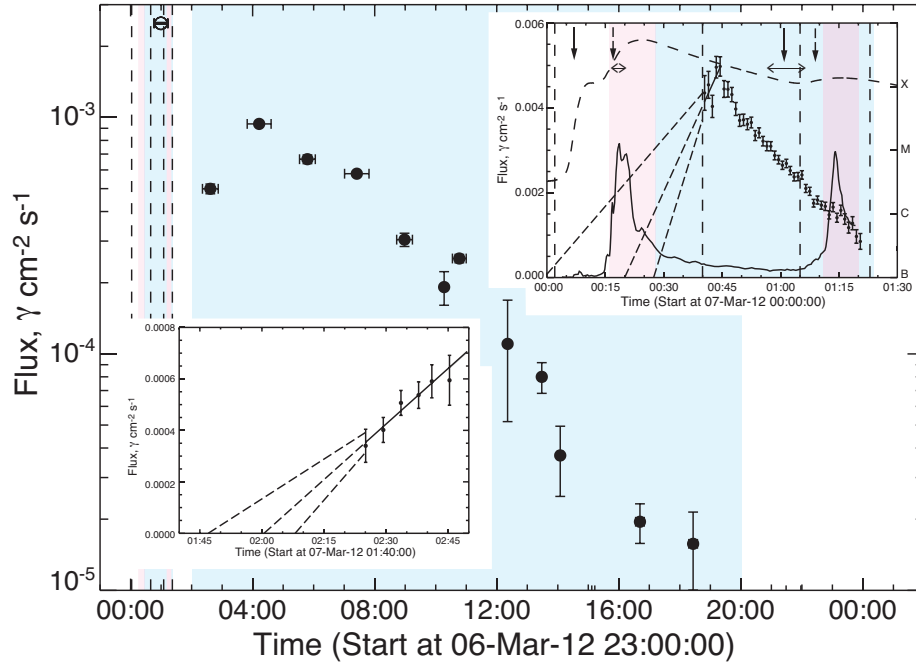 Flux, γ cm-2 s-1
10-3
10-4
10-5
00:00 04:00 08:00 12:00 16:00 20:00 00:00
Time (Start at 06-Mar-12 23:00:00)
Flux, γ cm-2 s-1
0.006
0.004
0.002
0.000
X
M
C
B
00:00 00:15 00:30 00:45 01:00 01:15 01:30
Time (Start at 07-Mar-12 00:00:00)
Flux, γ cm-2 s-1
0.0008
0.0006
0.0004
0.0002
0.0000
01:45 02:00 02:15 02:30 02:45
Time (Start at 07-Mar-12 01:40:00)